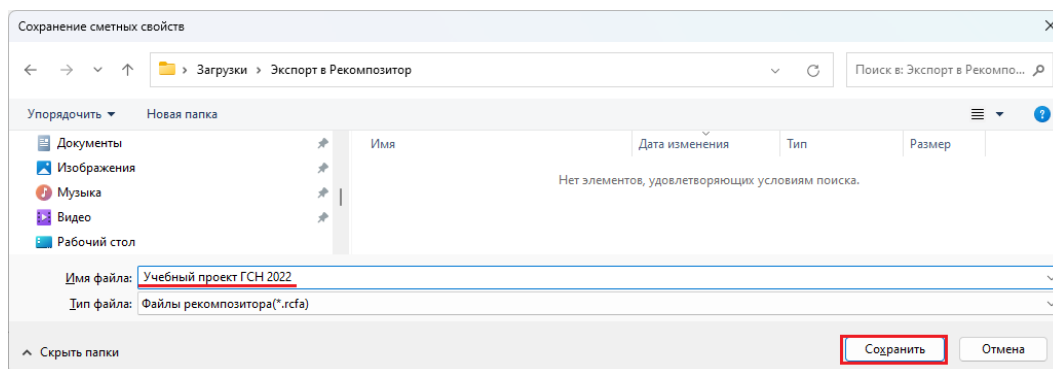 Сохранение сметных свойств
Загрузки › Экспорт в Рекомпозитор
Поиск в: Экспорт в Рекомпо...
Упорядочить
Новая папка
Документы
Изображения
Музыка
Видео
Рабочий стол
Имя Дата изменения Тип Размер
Нет элементов, удовлетворяющих условиям поиска.
Имя файла: Учебный проект ГСН 2022
Тип файла: Файлы рекомпозитора(*.rcfa)
Скрыть папки
Сохранить
Отмена